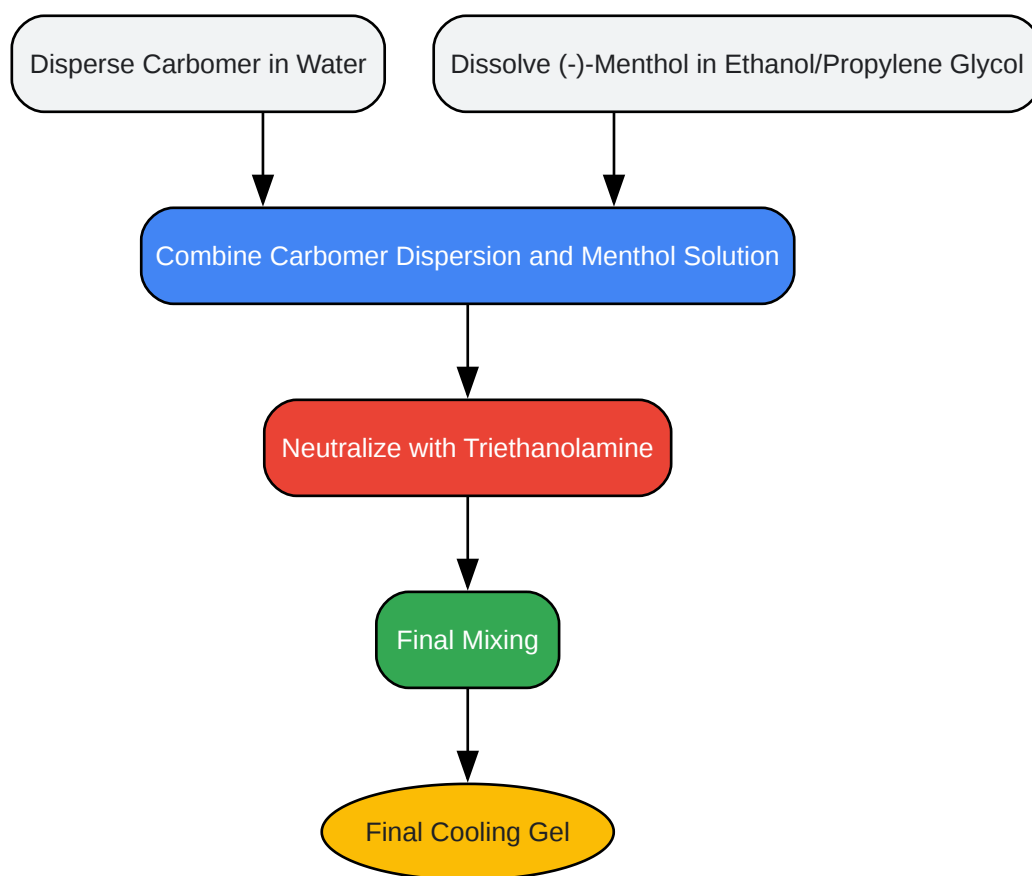 Disperse Carbomer in Water
Dissolve (-)-Menthol in Ethanol/Propylene Glycol
Combine Carbomer Dispersion and Menthol Solution
Neutralize with Triethanolamine
Final Mixing
Final Cooling Gel